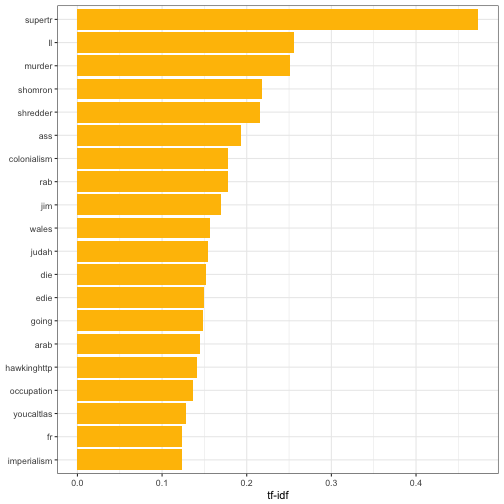 supertr
ll
murder
shomron
shredder
ass
colonialism
rab
jim
wales
judah
die
edie
going
arab
hawkinghttp
occupation
youcaltlas
fr
imperialism
0.0 0.1 0.2 0.3 0.4
tf-idf